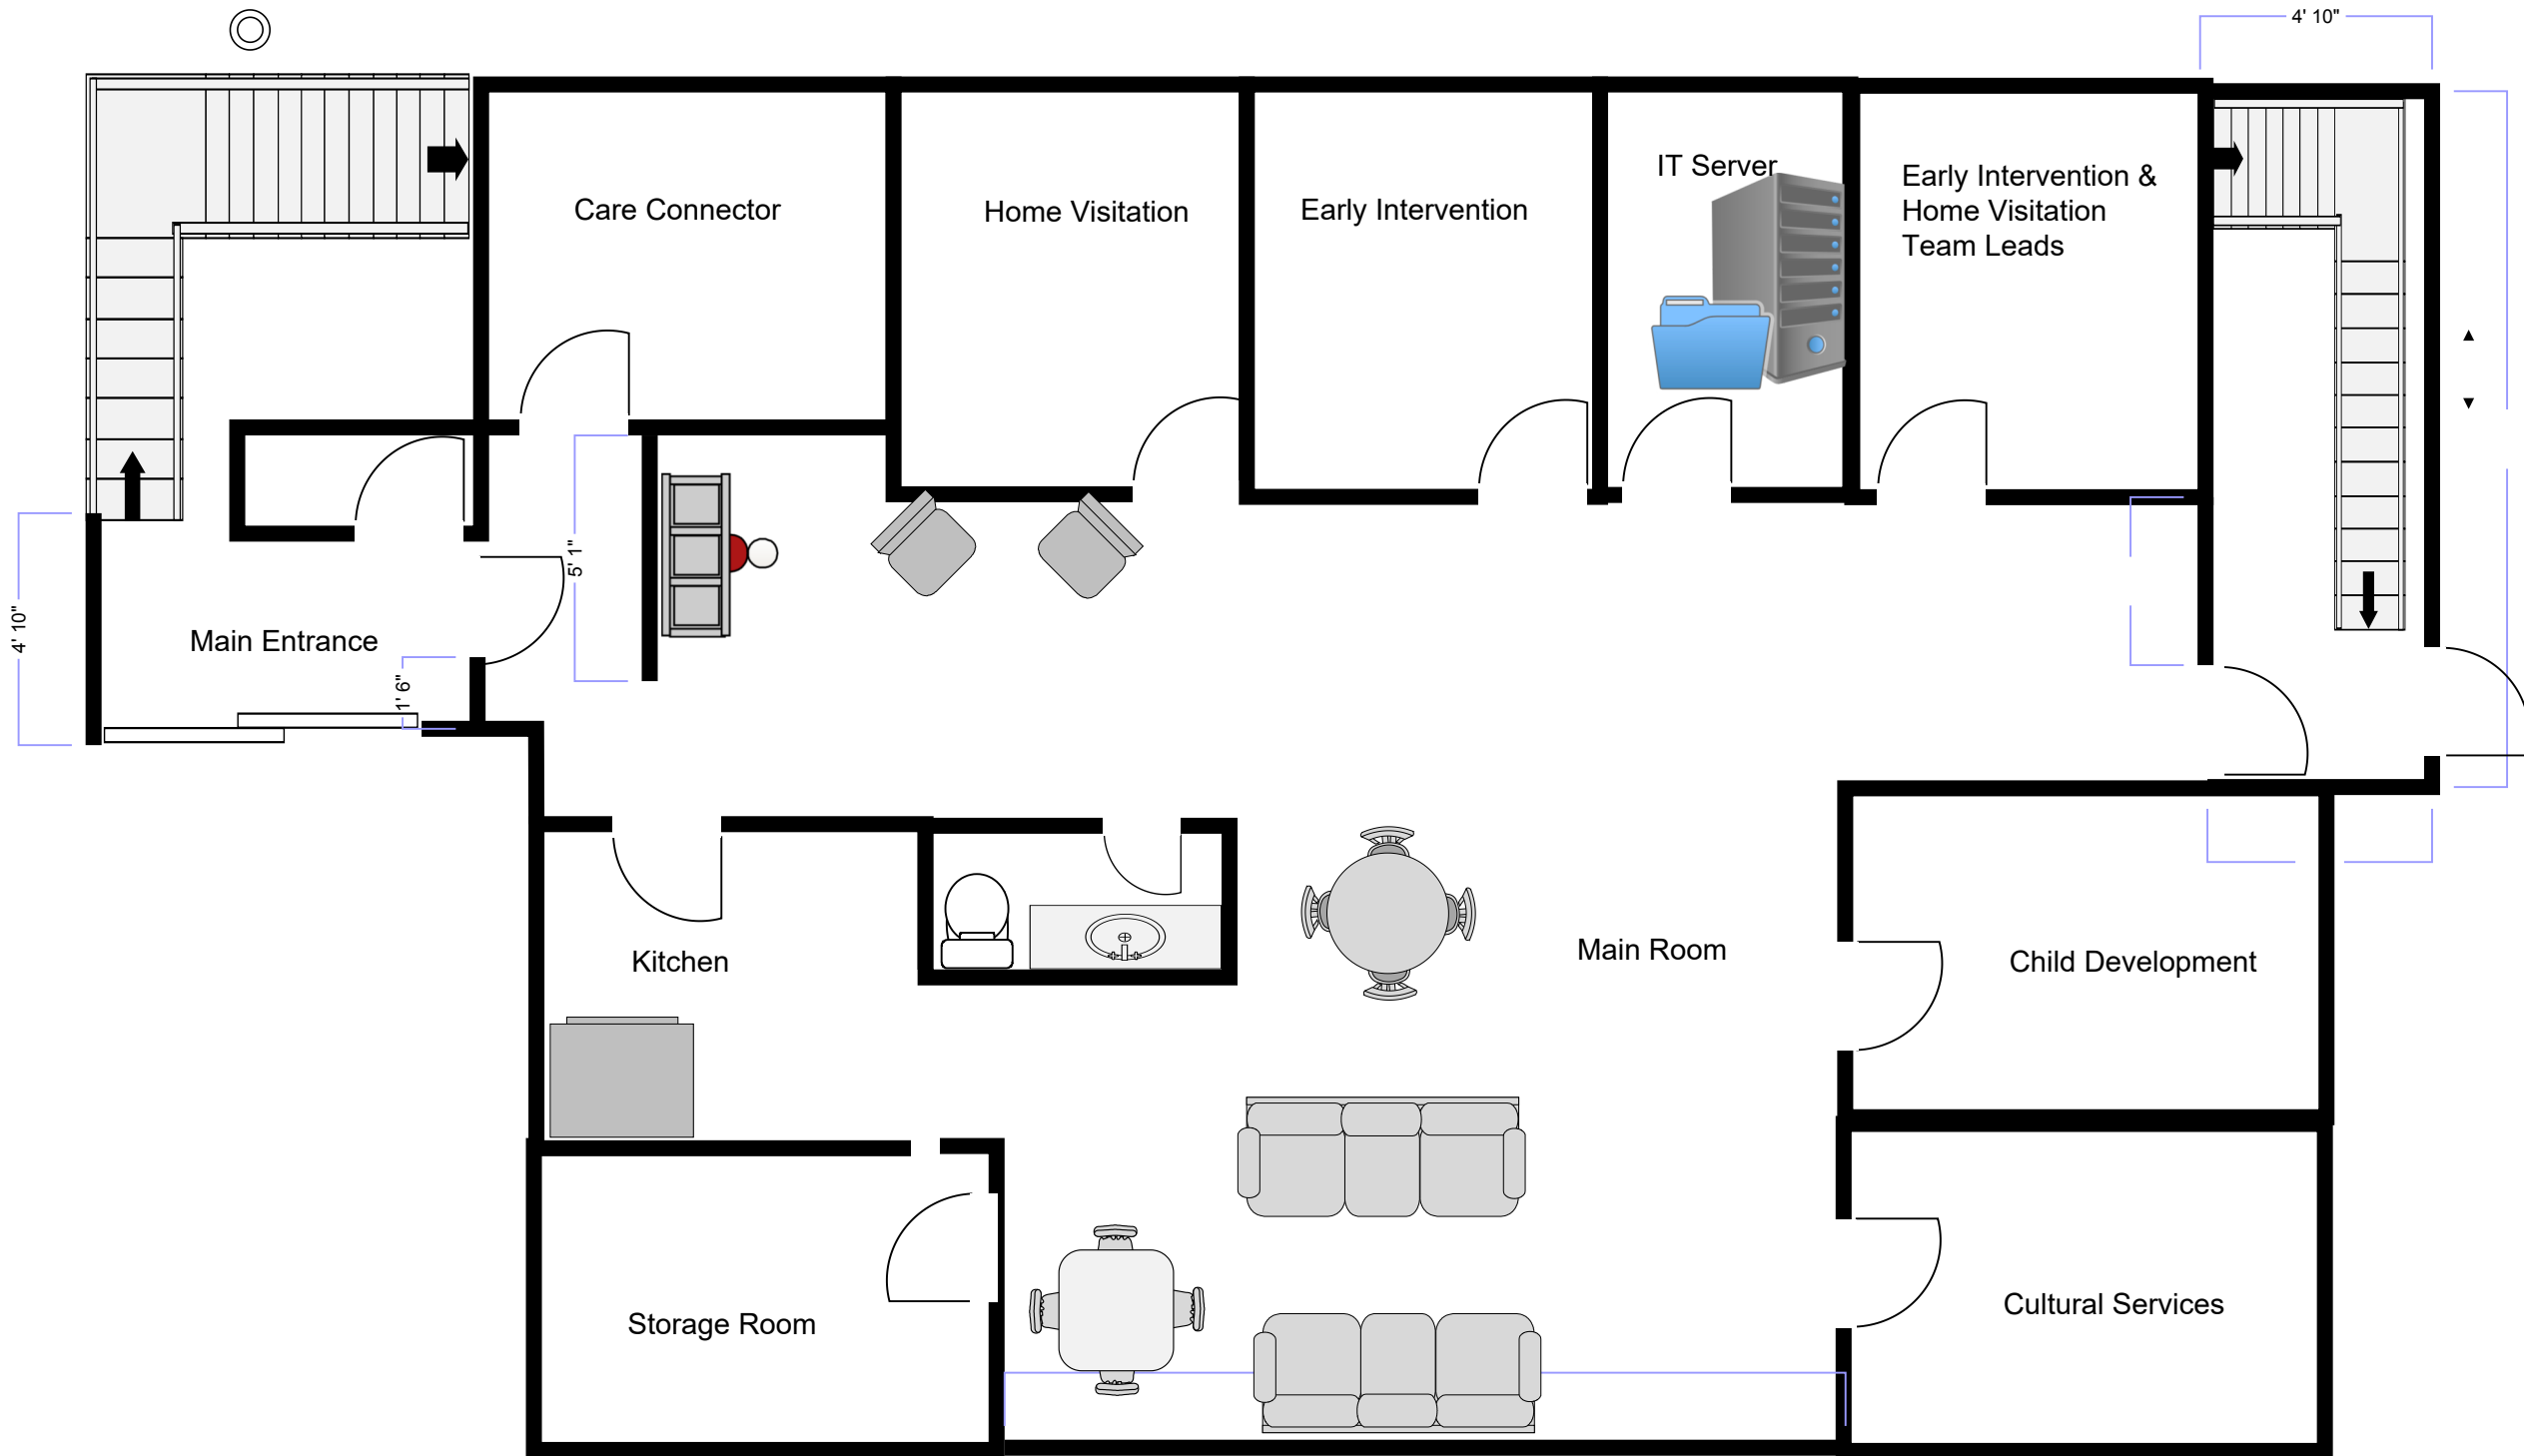 4' 10"
IT Server
Early Intervention &
Home Visitation
Team Leads
Care Connector
Home Visitation
Early Intervention
5' 1"
4' 10"
Main Entrance
1' 6"
Kitchen
Main Room
Child Development
Storage Room
Cultural Services